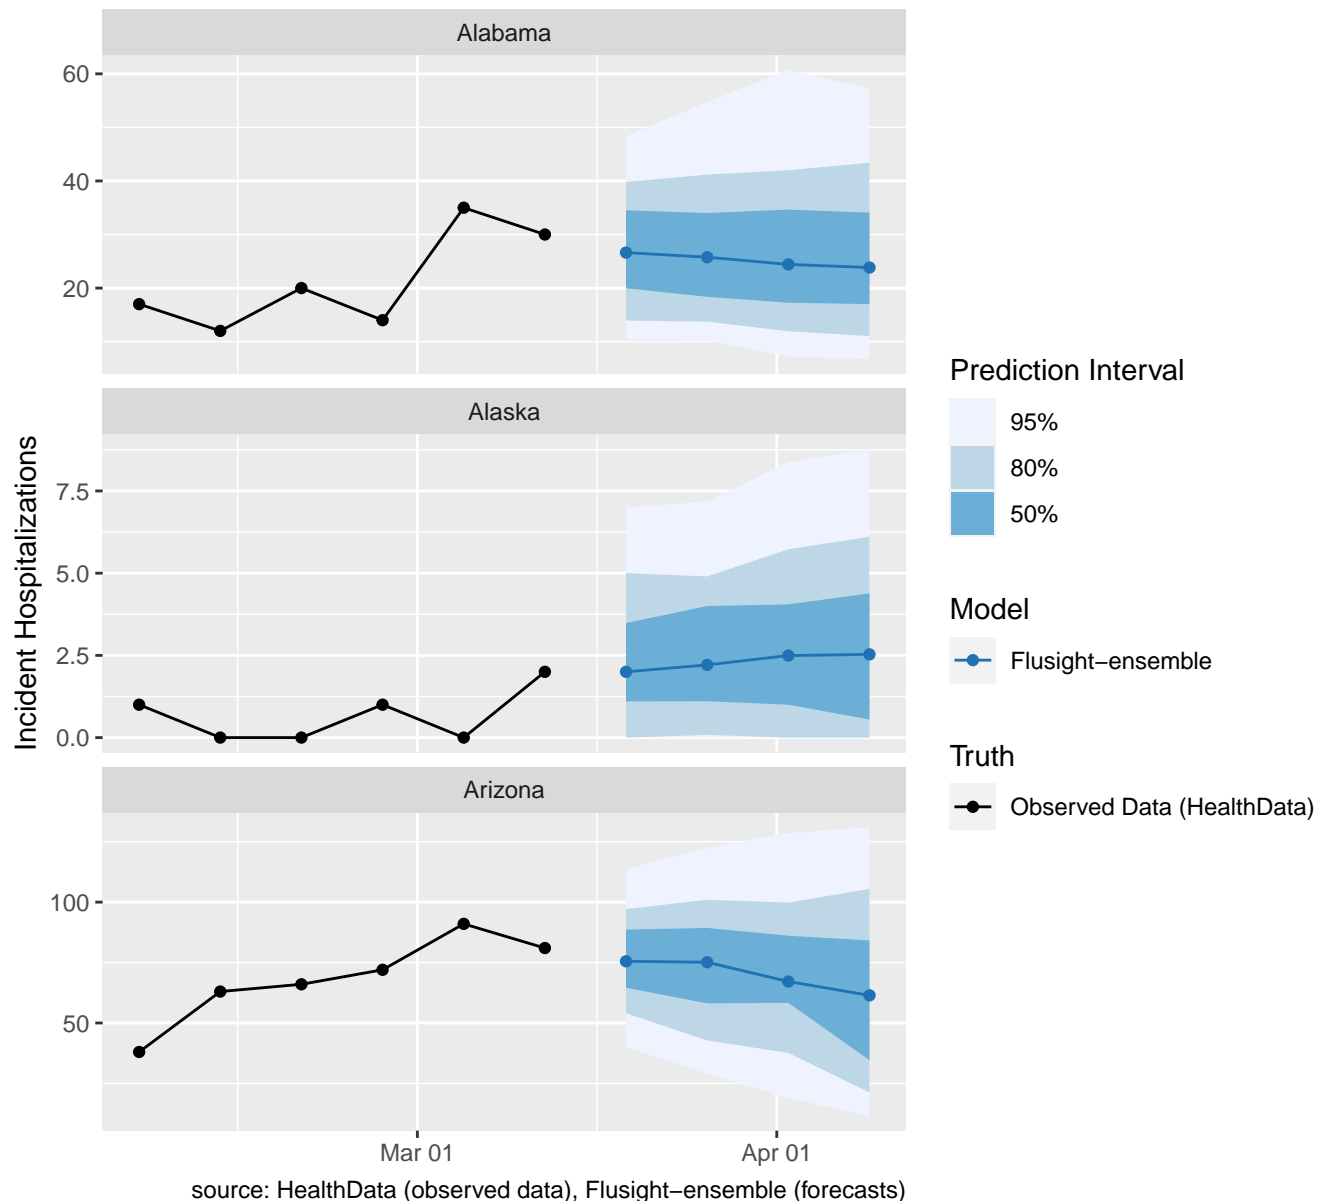 Alabama
60
40
20
Alaska
7.5
5.0
2.5
0.0
Arizona
100
50
Incident Hospitalizations
Mar 01
Apr 01
source: HealthData (observed data), Flusight−ensemble (forecasts)
Prediction Interval
95%
80%
50%
Model
Flusight−ensemble
Truth
Observed Data (HealthData)